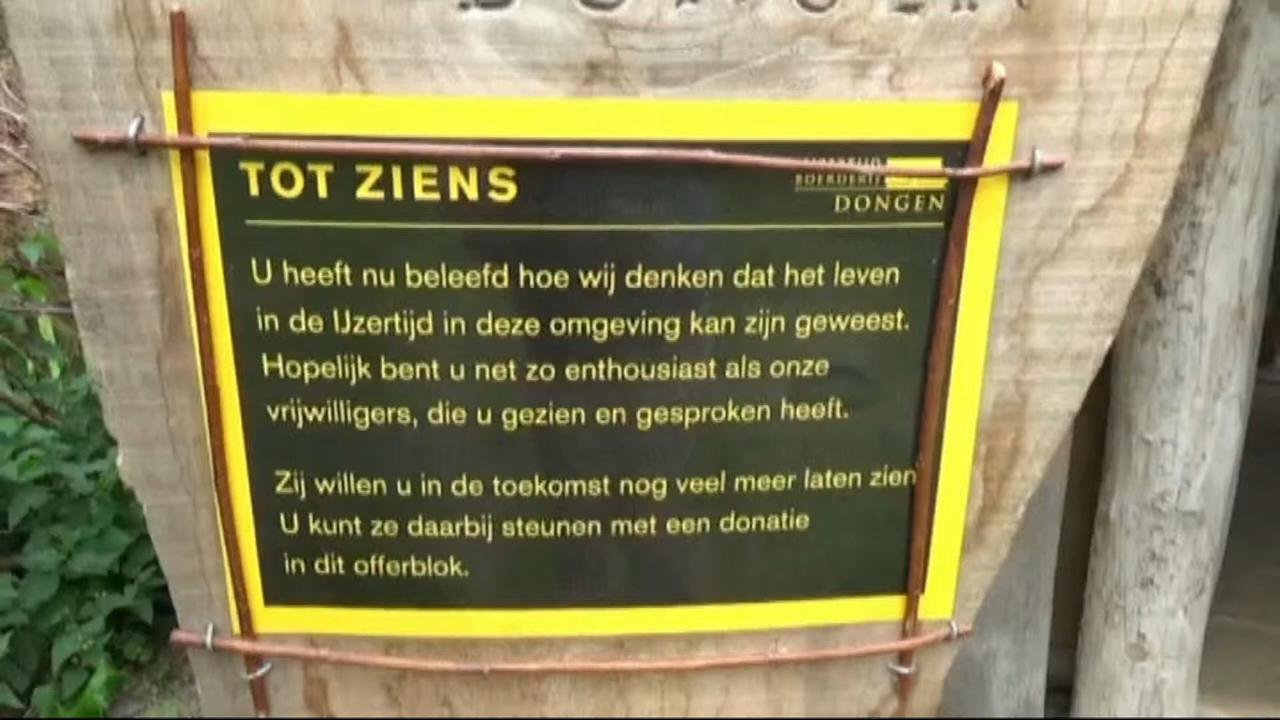 TOT ZIENS
BOERDERIJ
DONGEN
U heeft nu beleefd hoe wij denken dat het leven
in de IJzertijd in deze omgeving kan zijn geweest.
Hopelijk bent u net zo enthousiast als onze
vrijwilligers, die u gezien en gesproken heeft.
Zij willen u in de toekomst nog veel meer laten zien
U kunt ze daarbij steunen met een donatie
in dit offerblok.